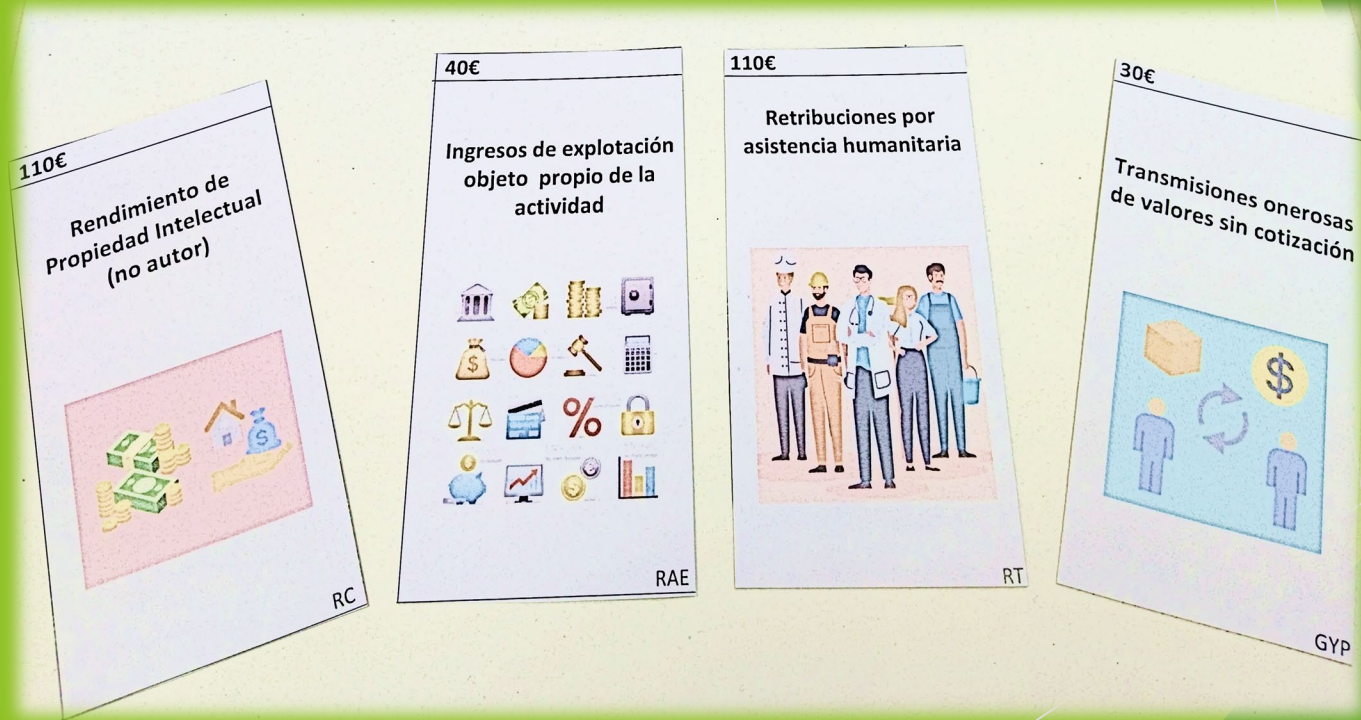 110€
Rendimiento de
Propiedad Intelectual
(no autor)
RC
40€
Ingresos de explotación
objeto propio de la
actividad
$
%
RAE
110€
Retribuciones por
asistencia humanitaria
RT
30€
Transmisiones onerosas
de valores sin cotización
$
GYP